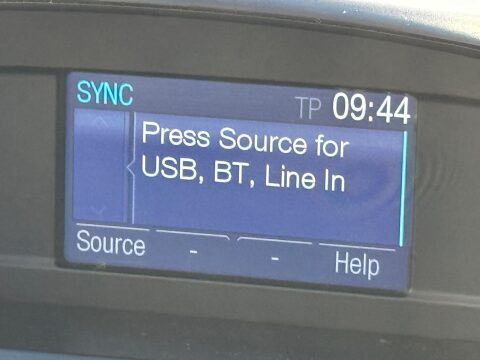 SYNC TP 09:44
Press Source for
USB, BT, Line In
Source - - Help